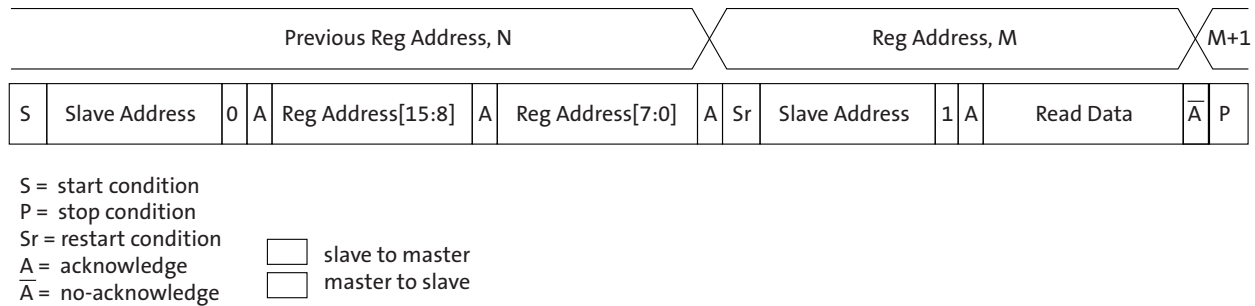 Previous Reg Address, N Reg Address, M M+1
S Slave Address 0 A Reg Address[15:8] A Reg Address[7:0] A Sr Slave Address 1 A Read Data A̅ P
S = start condition
P = stop condition
Sr = restart condition
A = acknowledge
A̅ = no-acknowledge
slave to master
master to slave